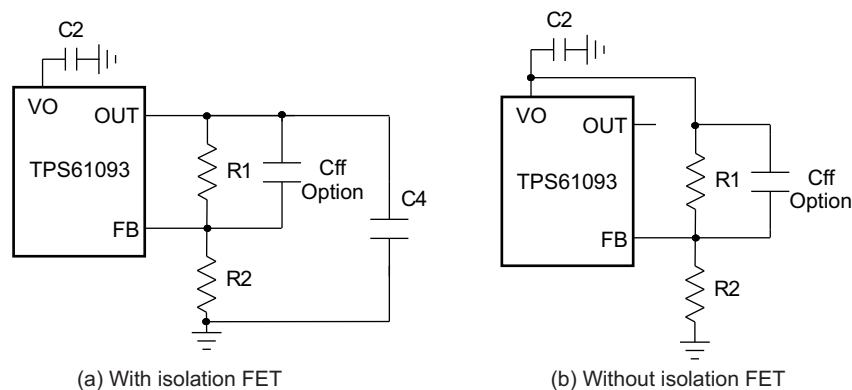 C2
VO
OUT
TPS61093
R1
Cff
Option
C4
FB
R2
(a) With isolation FET
C2
VO
OUT
TPS61093
R1
Cff
Option
FB
R2
(b) Without isolation FET